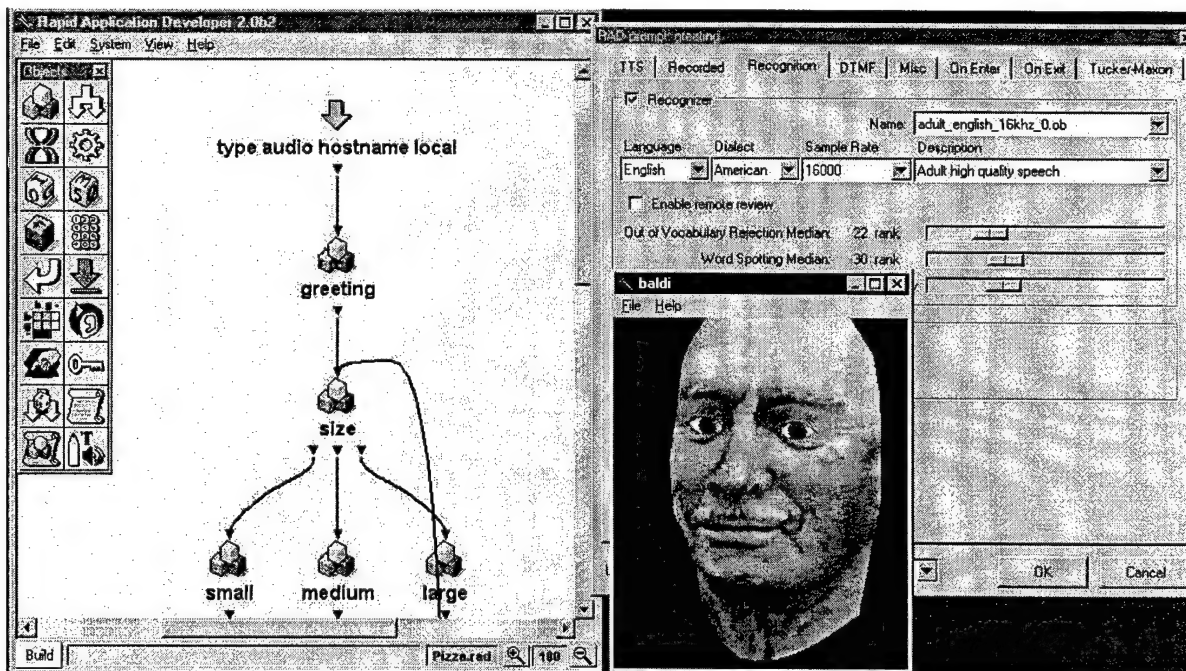 Rapid Application Developer 2.0b2
File Edit System View Help
Objects
type audio hostname local
greeting
size
small medium large
Build
Pizza.rad
100
RAD prompt: greeting
TTS Recorded Recognition DTMF Misc On Enter On Exit Tucker-Maxon
Recognizer
Name: adult_english_16khz_0.ob
Language Dialect Sample Rate Description
English American 16000 Adult high quality speech
Enable remote review
Out of Vocabulary Rejection Median: 22 rank
Word Spotting Median: 30 rank
baldi
File Help
OK Cancel